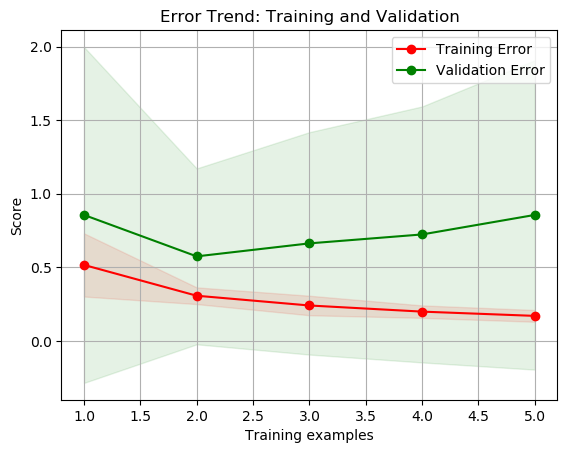 Error Trend: Training and Validation
Training Error
Validation Error
2.0
1.5
1.0
0.5
0.0
Score
1.0 1.5 2.0 2.5 3.0 3.5 4.0 4.5 5.0
Training examples